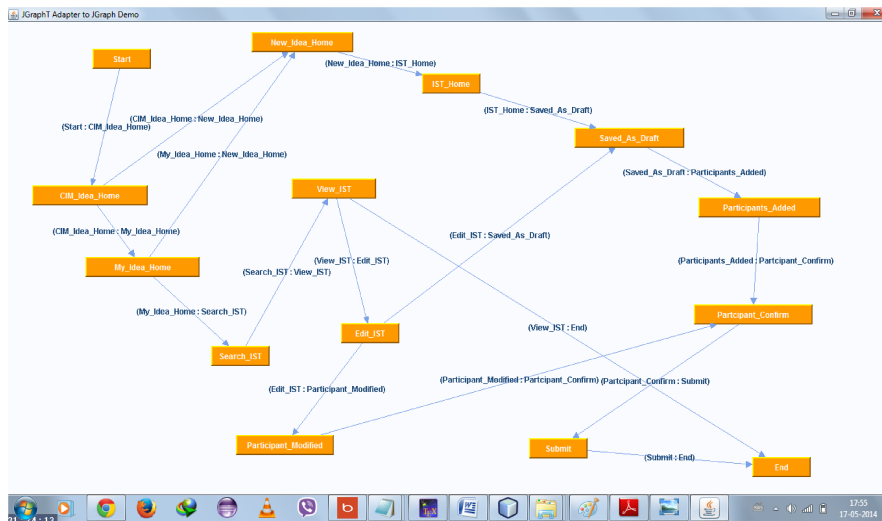 JGraphT Adapter to JGraph Demo
New_Idea_Home
Start
(New_Idea_Home : IST_Home)
IST_Home
(IST_Home : Saved_As_Draft)
(CIM_Idea_Home : New_Idea_Home)
(Start : CIM_Idea_Home)
Saved_As_Draft
(My_Idea_Home : New_Idea_Home)
(Saved_As_Draft : Participants_Added)
View_IST
CIM_Idea_Home
Participants_Added
(CIM_Idea_Home : My_Idea_Home)
(Edit_IST : Saved_As_Draft)
(View_IST : Edit_IST)
(Participants_Added : Partcipant_Confirm)
My_Idea_Home
(Search_IST : View_IST)
(My_Idea_Home : Search_IST)
Partcipant_Confirm
(View_IST : End)
Edit_IST
Search_IST
(Participant_Modified : Partcipant_Confirm)
(Partcipant_Confirm : Submit)
(Edit_IST : Participant_Modified)
Participant_Modified
Submit
(Submit : End)
End
17:55
17-05-2014